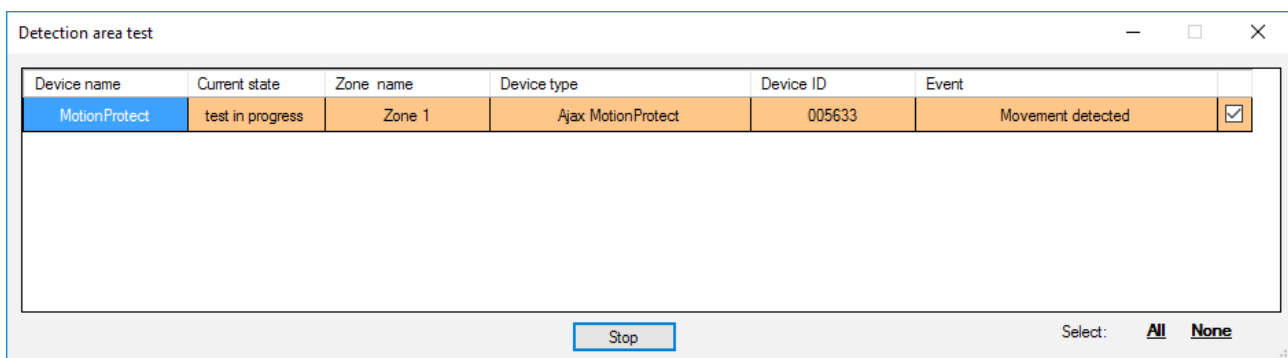 Detection area test
Device name Current state Zone name Device type Device ID Event
MotionProtect test in progress Zone 1 Ajax MotionProtect 005633 Movement detected
Stop Select: All None